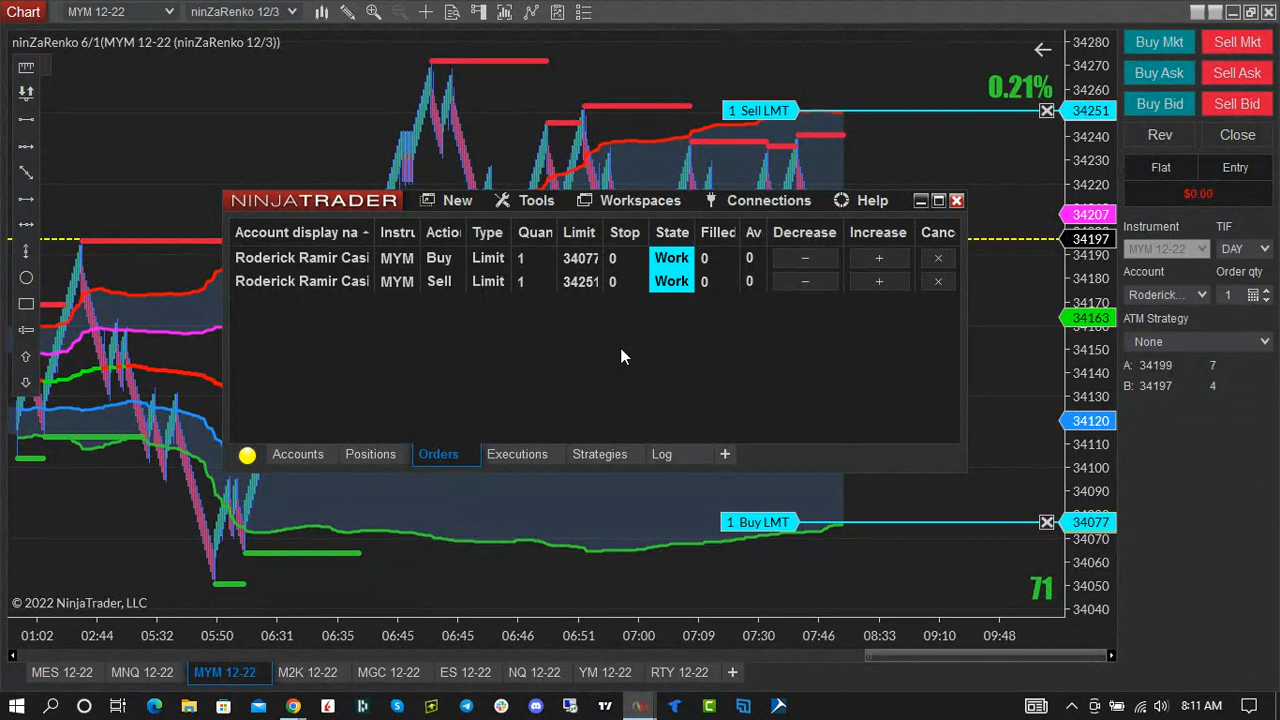 Chart MYM 12-22 ninZaRenko 12/3
ninZaRenko 6/1(MYM 12-22 (ninZaRenko 12/3))
0.21%
1 Sell LMT
1 Buy LMT
71
© 2022 NinjaTrader, LLC
34280
34270
34260
34251
34240
34230
34220
34207
34197
34190
34180
34170
34163
34150
34140
34130
34120
34110
34100
34090
34077
34070
34060
34050
34040
Buy Mkt Sell Mkt
Buy Ask Sell Ask
Buy Bid Sell Bid
Rev Close
Flat Entry
$0.00
Instrument TIF
MYM 12-22 DAY
Account Order qty
Roderick... 1
ATM Strategy
None
A: 34199 7
B: 34197 4
NINJATRADER New Tools Workspaces Connections Help
Account display na Instru Actio Type Quan Limit Stop State Filled Av Decrease Increase Canc
Roderick Ramir Casi MYM Buy Limit 1 34077 0 Work 0 0 − + ×
Roderick Ramir Casi MYM Sell Limit 1 34251 0 Work 0 0 − + ×
Accounts Positions Orders Executions Strategies Log +
01:02 02:44 05:32 05:50 06:31 06:35 06:45 06:45 06:46 06:51 07:00 07:09 07:30 07:46 08:33 09:10 09:48
MES 12-22 MNQ 12-22 MYM 12-22 M2K 12-22 MGC 12-22 ES 12-22 NQ 12-22 YM 12-22 RTY 12-22 +
8:11 AM